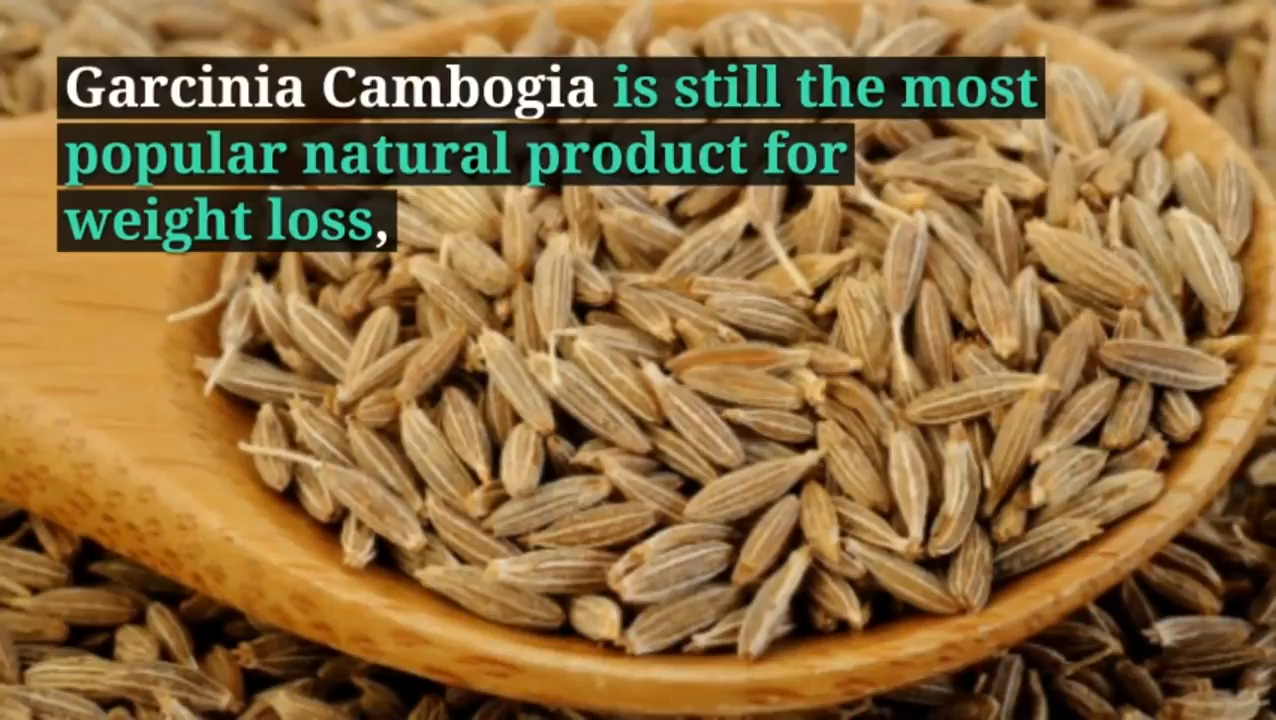 Garcinia Cambogia is still the most
popular natural product for
weight loss,